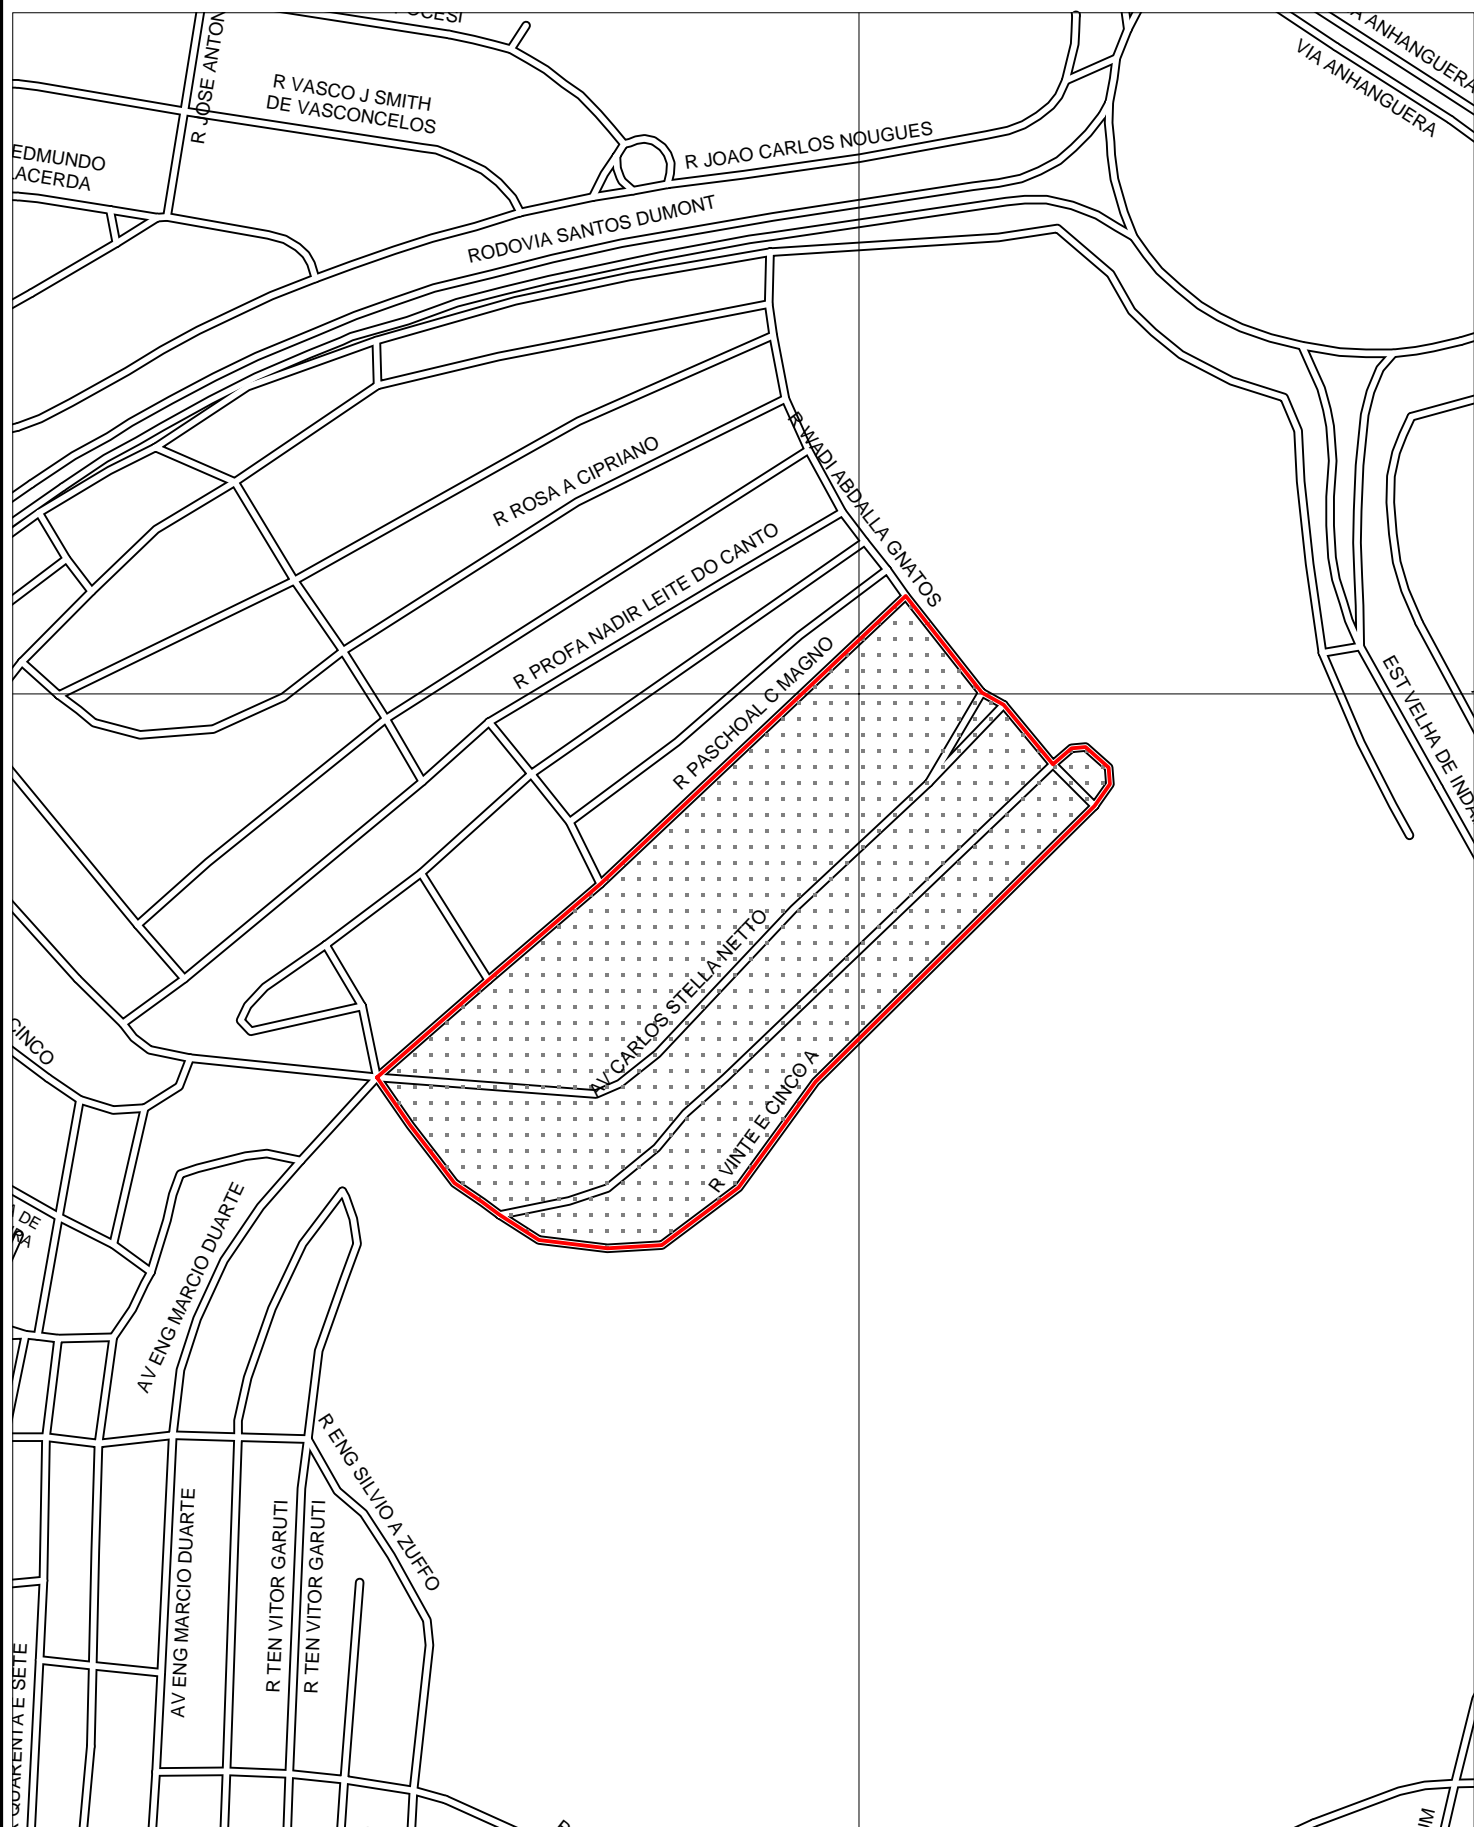 R JOSE ANTON
R VASCO J SMITH
DE VASCONCELOS
VIA ANHANGUERA
A ANHANGUERA
EDMUNDO
ACERDA
R JOAO CARLOS NOUGUES
RODOVIA SANTOS DUMONT
R WADI ABDALLA GNATOS
R ROSA A CIPRIANO
R PROFA NADIR LEITE DO CANTO
R PASCHOAL C MAGNO
EST VELHA DE INDA
AV CARLOS STELLA NETTO
R VINTE E CINCO A
CINCO
AV ENG MARCIO DUARTE
R ENG SILVIO A ZUFFO
AV ENG MARCIO DUARTE
R TEN VITOR GARUTI
R TEN VITOR GARUTI
QUARENTA E SETE